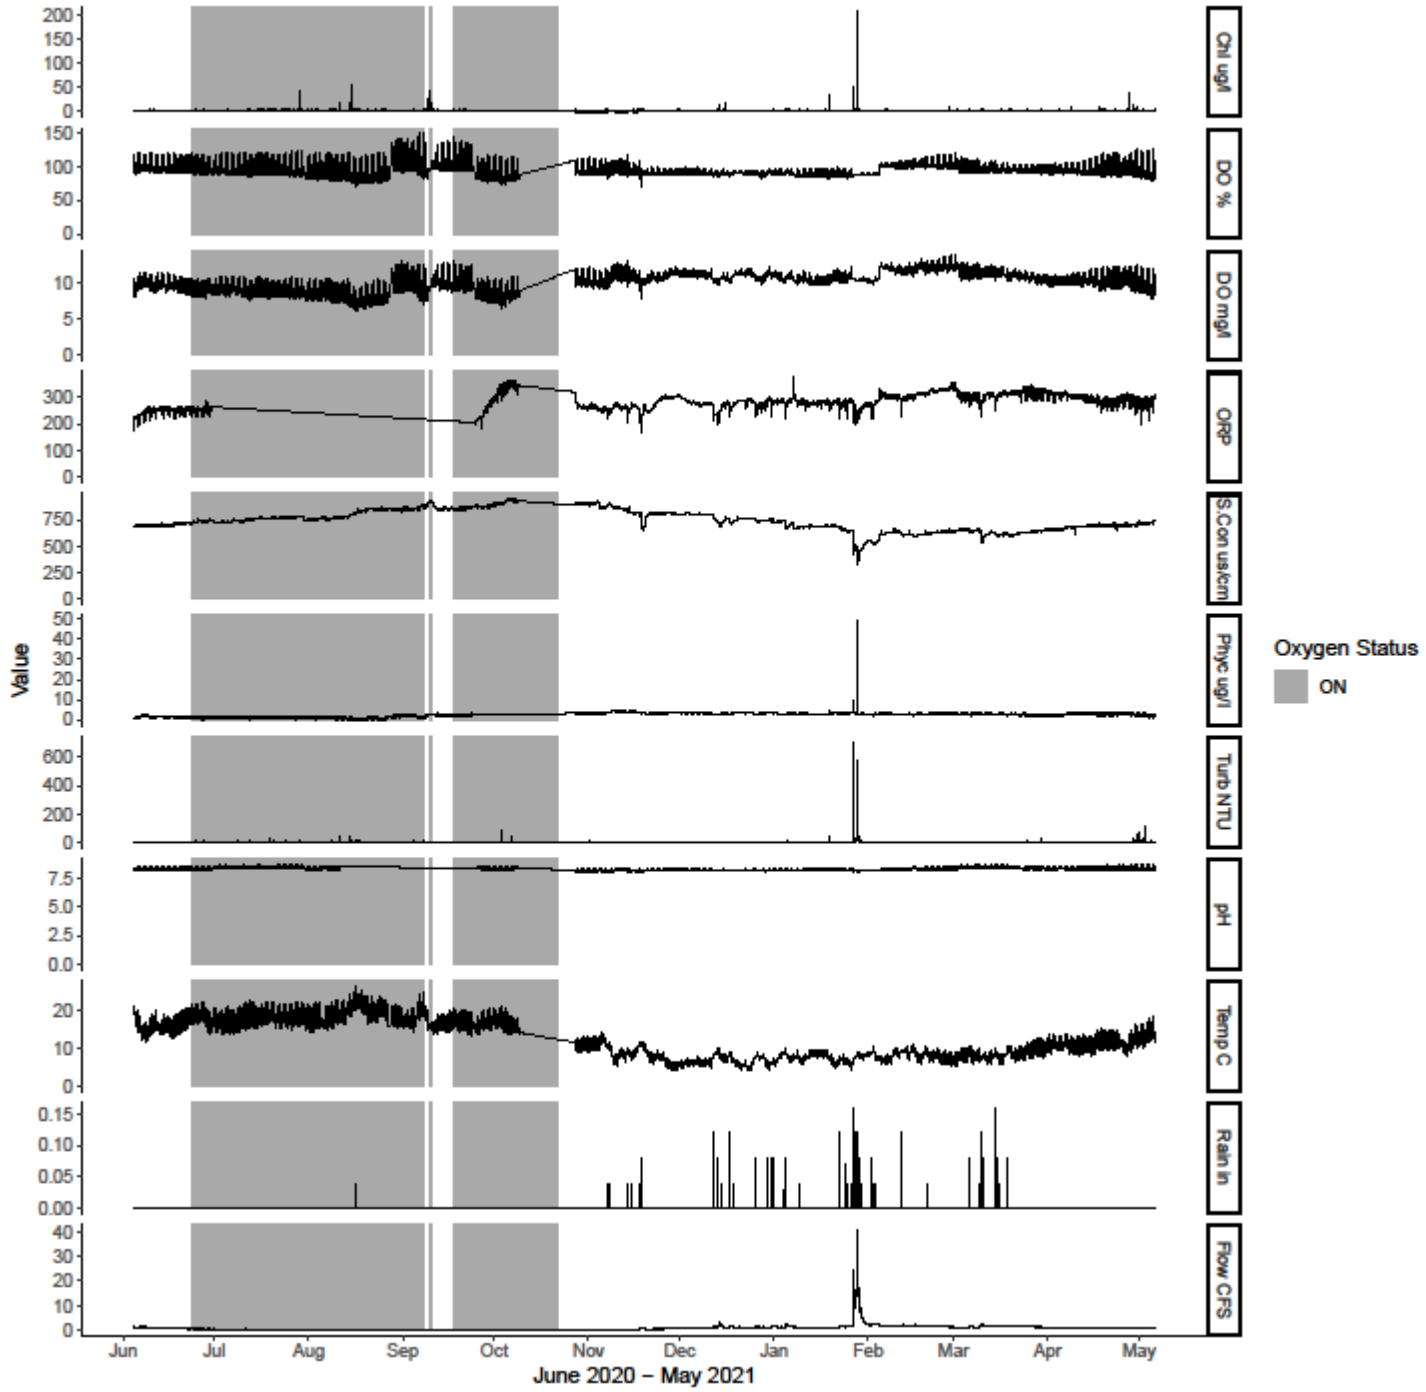 200
150
100
50
0
Chl ug/l
150
100
50
0
DO %
10
5
0
DO mg/l
300
200
100
0
ORP
750
500
250
0
S.Con us/cm
50
40
30
20
10
0
Phyc ug/l
600
400
200
0
Turb NTU
7.5
5.0
2.5
0.0
pH
20
10
0
Temp C
0.15
0.10
0.05
0.00
Rain in
40
30
20
10
0
Flow CFS
Value
Jun Jul Aug Sep Oct Nov Dec Jan Feb Mar Apr May
June 2020 – May 2021
Oxygen Status
ON